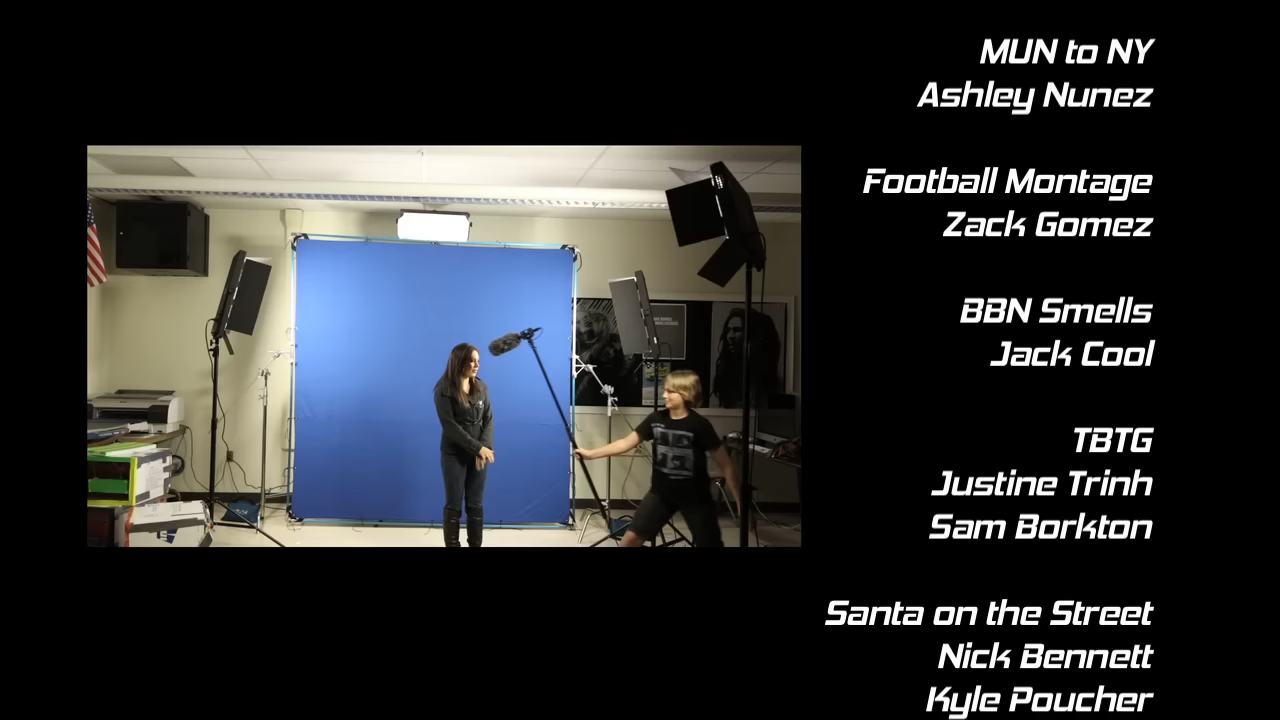 MUN to NY
Ashley Nunez
Football Montage
Zack Gomez
BBN Smells
Jack Cool
TBTG
Justine Trinh
Sam Borkton
Santa on the Street
Nick Bennett
Kyle Poucher